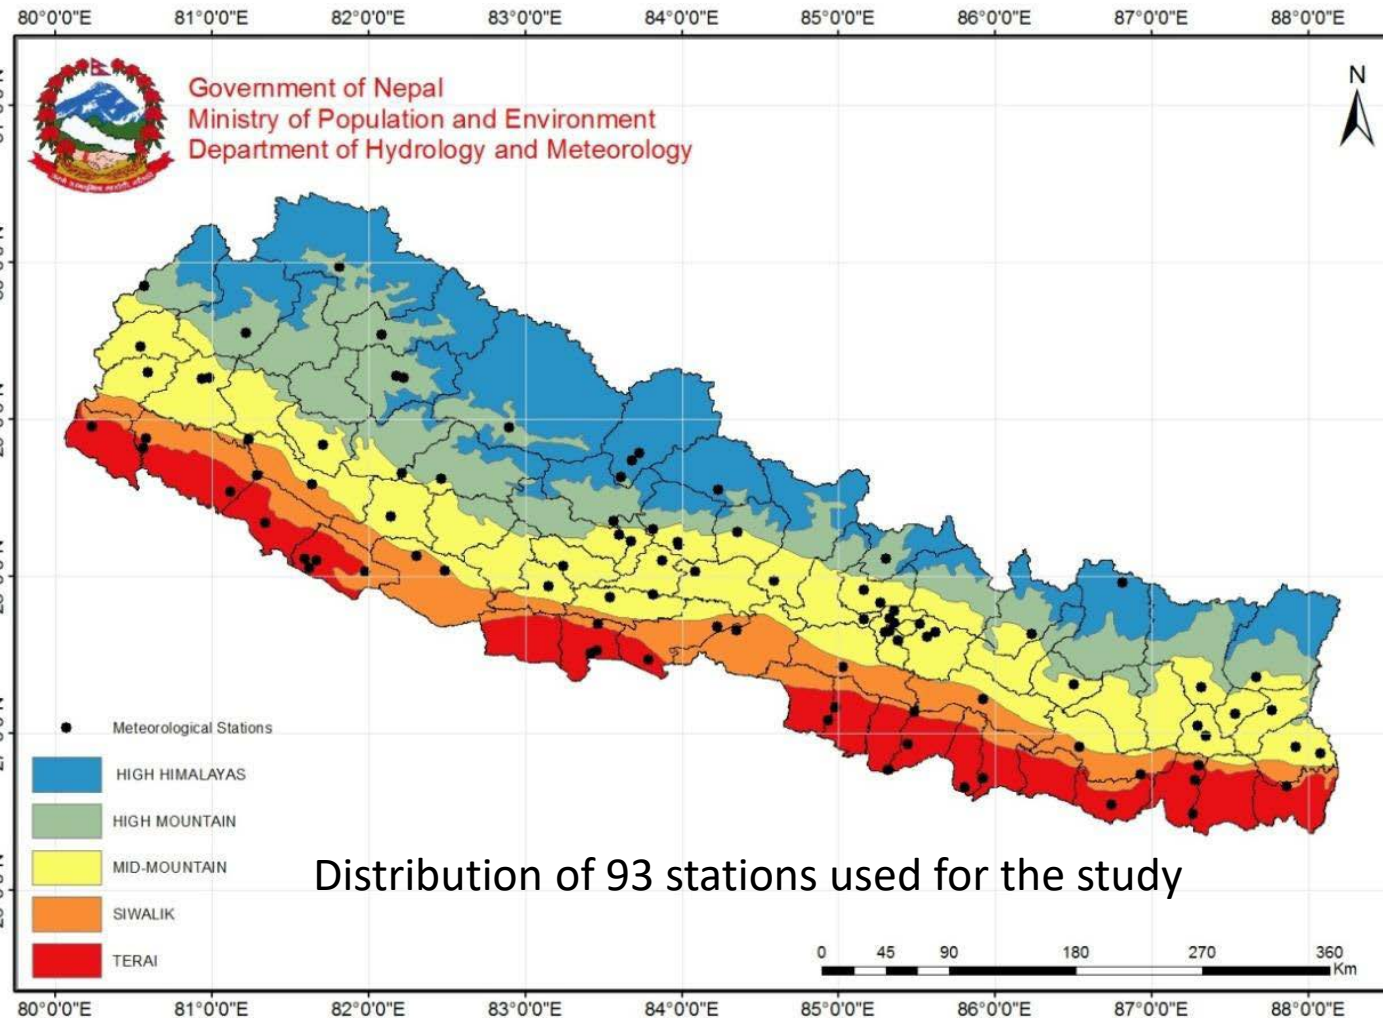 80°0'0"E 81°0'0"E 82°0'0"E 83°0'0"E 84°0'0"E 85°0'0"E 86°0'0"E 87°0'0"E 88°0'0"E
Government of Nepal
Ministry of Population and Environment
Department of Hydrology and Meteorology
N
Meteorological Stations
HIGH HIMALAYAS
HIGH MOUNTAIN
MID-MOUNTAIN
SIWALIK
TERAI
Distribution of 93 stations used for the study
0 45 90 180 270 360
Km
80°0'0"E 81°0'0"E 82°0'0"E 83°0'0"E 84°0'0"E 85°0'0"E 86°0'0"E 87°0'0"E 88°0'0"E